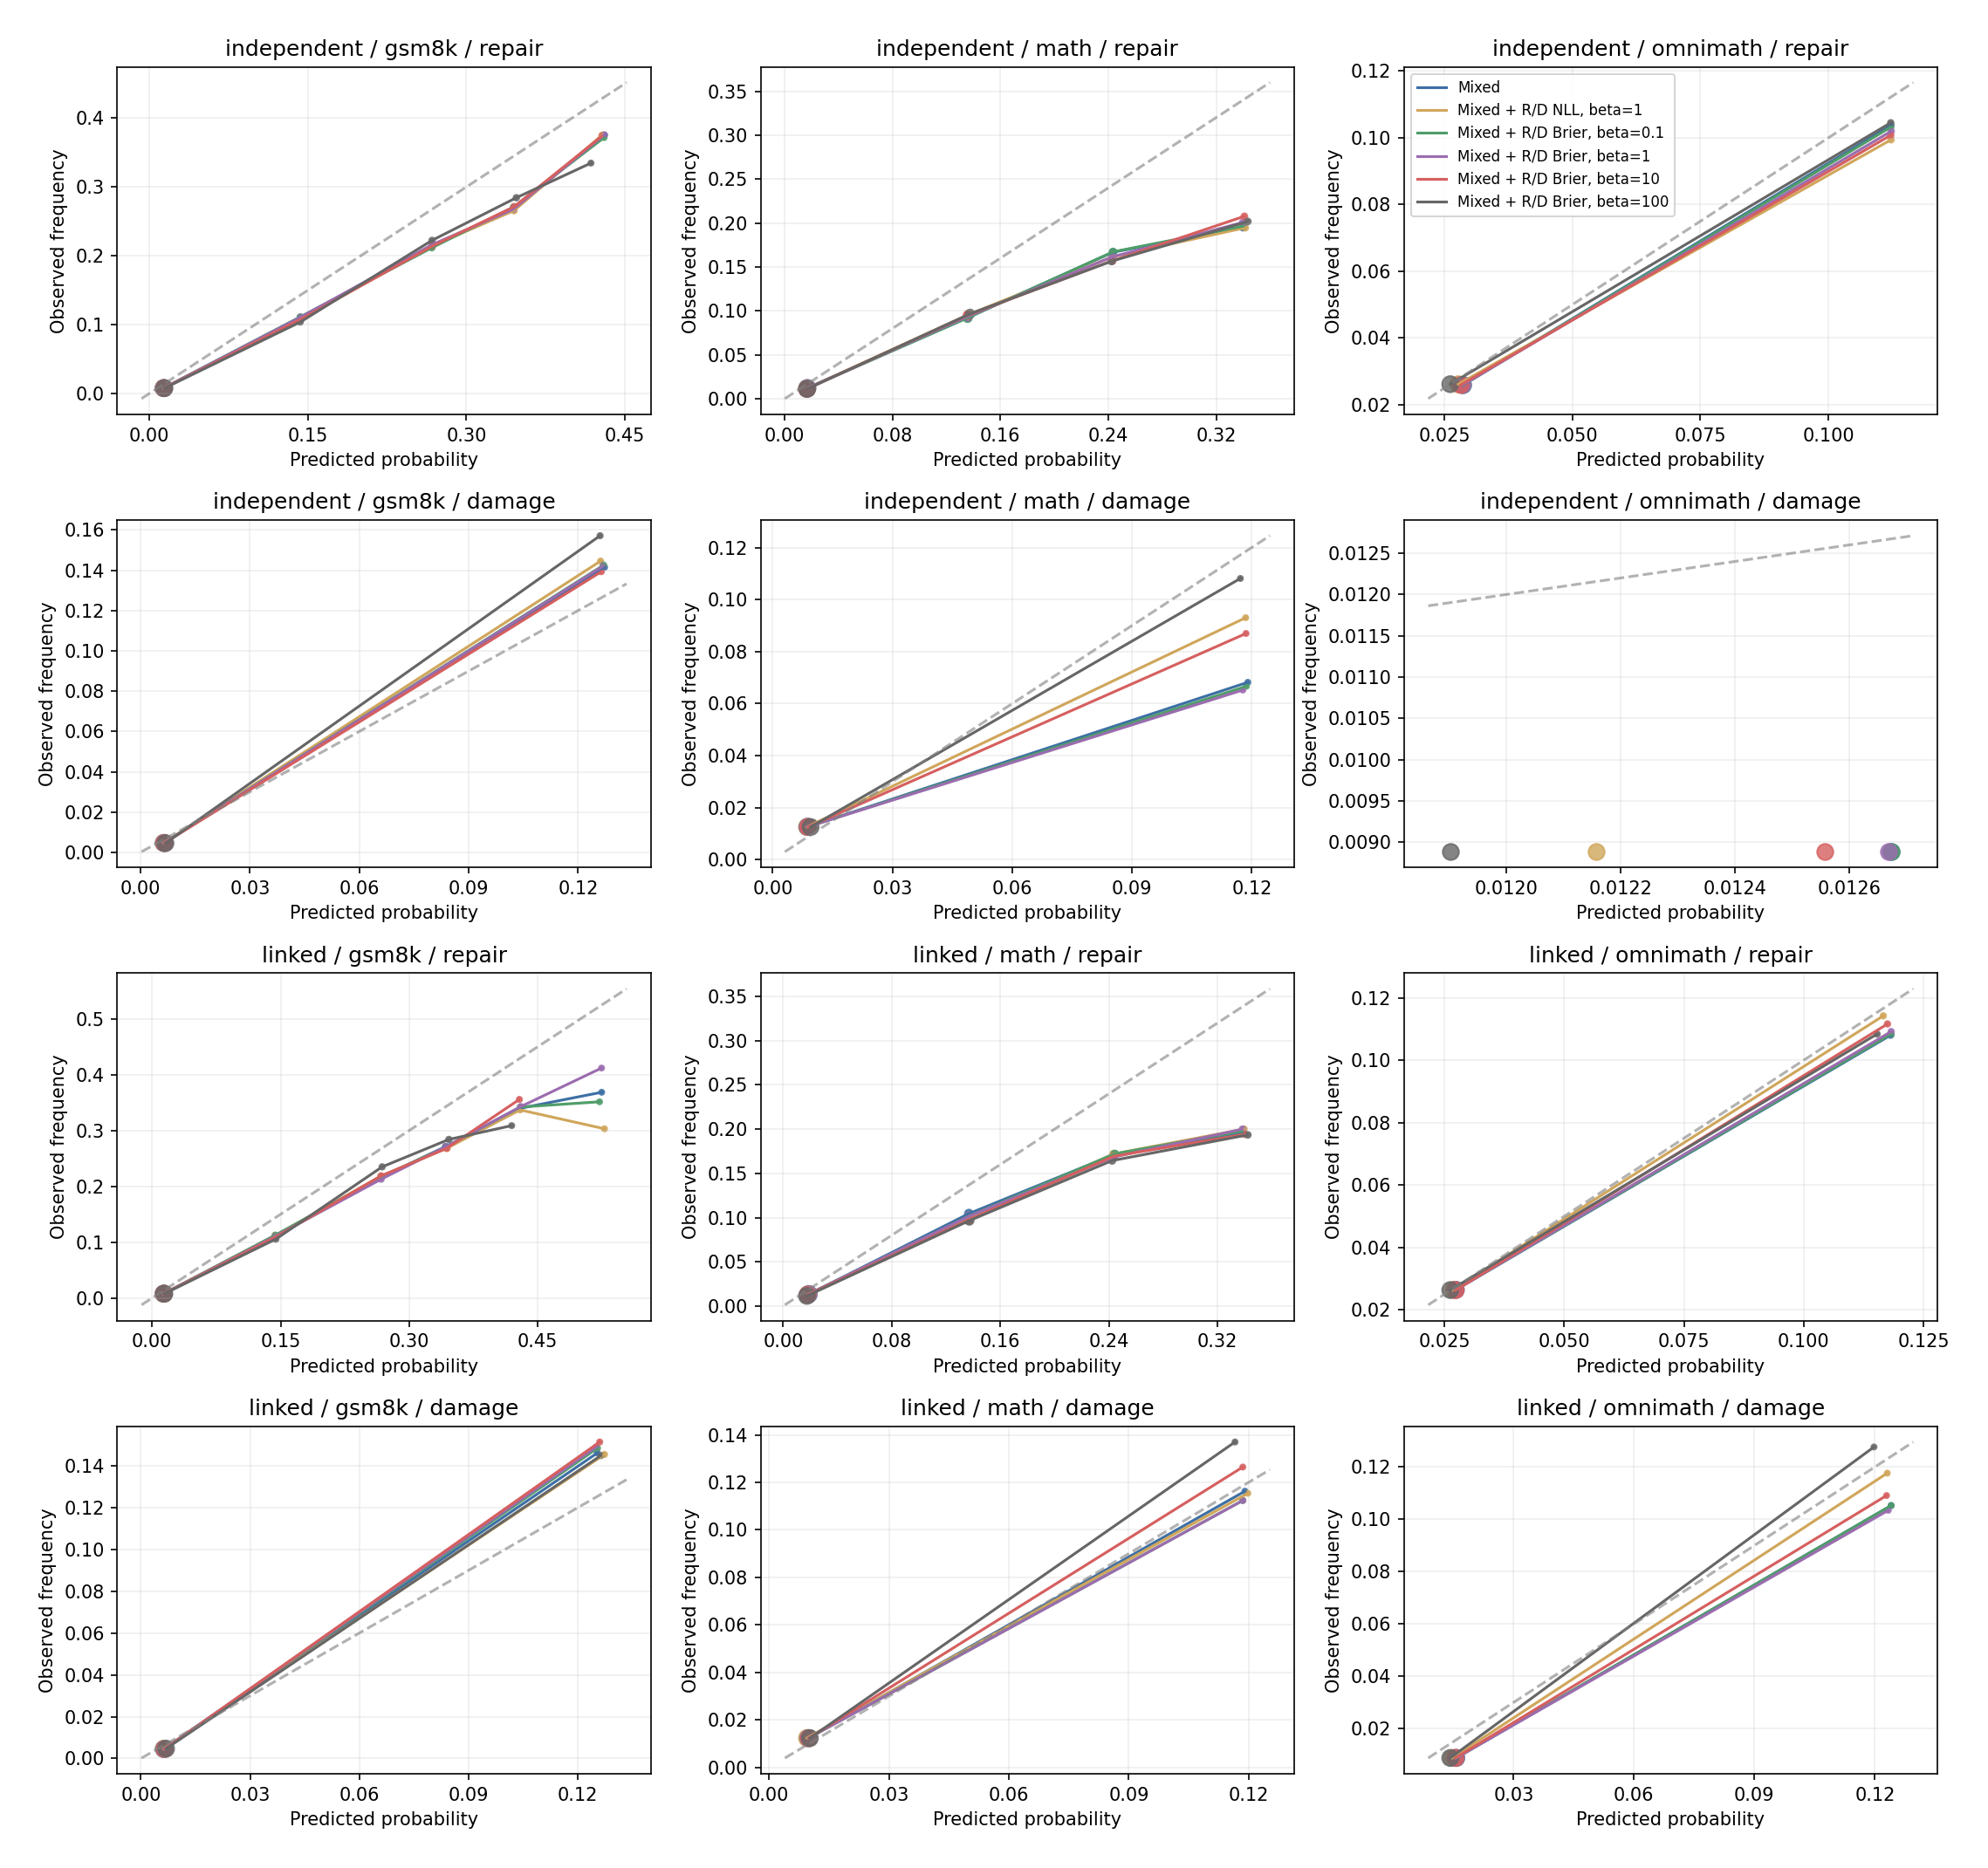 independent / gsm8k / repair
Observed frequency
0.4
0.3
0.2
0.1
0.0
0.00 0.15 0.30 0.45
Predicted probability
independent / math / repair
Observed frequency
0.35
0.30
0.25
0.20
0.15
0.10
0.05
0.00
0.00 0.08 0.16 0.24 0.32
Predicted probability
independent / omnimath / repair
Mixed
Mixed + R/D NLL, beta=1
Mixed + R/D Brier, beta=0.1
Mixed + R/D Brier, beta=1
Mixed + R/D Brier, beta=10
Mixed + R/D Brier, beta=100
Observed frequency
0.12
0.10
0.08
0.06
0.04
0.02
0.025 0.050 0.075 0.100
Predicted probability
independent / gsm8k / damage
Observed frequency
0.16
0.14
0.12
0.10
0.08
0.06
0.04
0.02
0.00
0.00 0.03 0.06 0.09 0.12
Predicted probability
independent / math / damage
Observed frequency
0.12
0.10
0.08
0.06
0.04
0.02
0.00
0.00 0.03 0.06 0.09 0.12
Predicted probability
independent / omnimath / damage
Observed frequency
0.0125
0.0120
0.0115
0.0110
0.0105
0.0100
0.0095
0.0090
0.0120 0.0122 0.0124 0.0126
Predicted probability
linked / gsm8k / repair
Observed frequency
0.5
0.4
0.3
0.2
0.1
0.0
0.00 0.15 0.30 0.45
Predicted probability
linked / math / repair
Observed frequency
0.35
0.30
0.25
0.20
0.15
0.10
0.05
0.00
0.00 0.08 0.16 0.24 0.32
Predicted probability
linked / omnimath / repair
Observed frequency
0.12
0.10
0.08
0.06
0.04
0.02
0.025 0.050 0.075 0.100 0.125
Predicted probability
linked / gsm8k / damage
Observed frequency
0.14
0.12
0.10
0.08
0.06
0.04
0.02
0.00
0.00 0.03 0.06 0.09 0.12
Predicted probability
linked / math / damage
Observed frequency
0.14
0.12
0.10
0.08
0.06
0.04
0.02
0.00
0.00 0.03 0.06 0.09 0.12
Predicted probability
linked / omnimath / damage
Observed frequency
0.12
0.10
0.08
0.06
0.04
0.02
0.03 0.06 0.09 0.12
Predicted probability